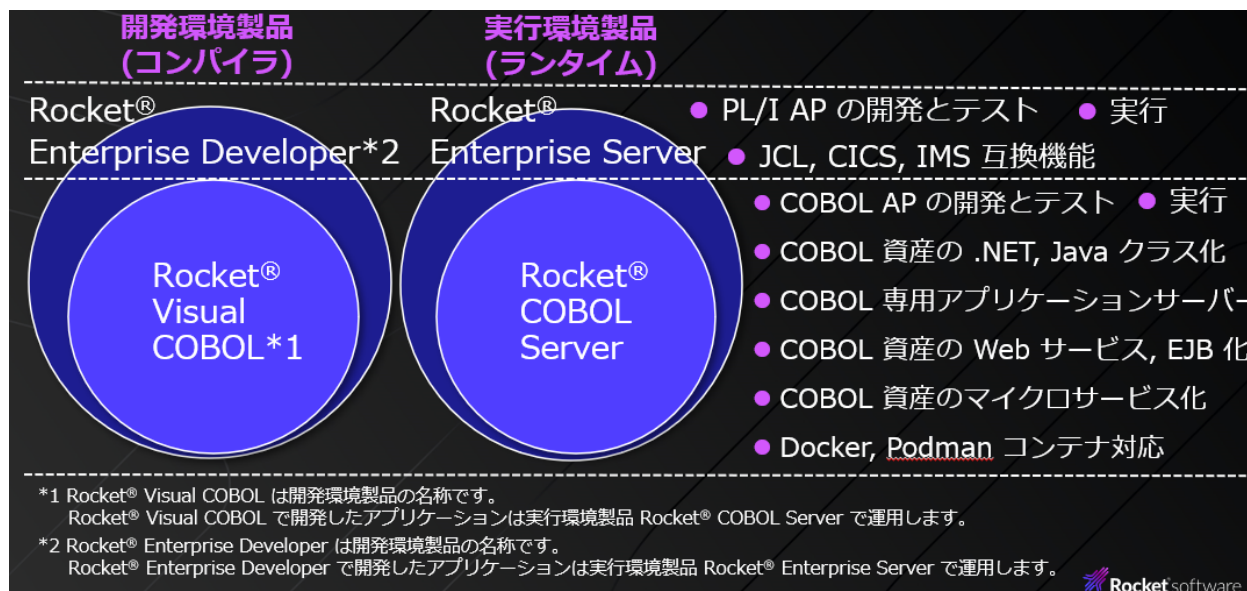 開発環境製品
(コンパイラ)
実行環境製品
(ランタイム)
Rocket®
Enterprise Developer*2
Rocket®
Enterprise Server
● PL/I AP の開発とテスト ● 実行
● JCL, CICS, IMS 互換機能
Rocket®
Visual
COBOL*1
Rocket®
COBOL
Server
● COBOL AP の開発とテスト ● 実行
● COBOL 資産の .NET, Java クラス化
● COBOL 専用アプリケーションサーバー
● COBOL 資産の Web サービス, EJB 化
● COBOL 資産のマイクロサービス化
● Docker, Podman コンテナ対応
*1 Rocket® Visual COBOL は開発環境製品の名称です。
Rocket® Visual COBOL で開発したアプリケーションは実行環境製品 Rocket® COBOL Server で運用します。
*2 Rocket® Enterprise Developer は開発環境製品の名称です。
Rocket® Enterprise Developer で開発したアプリケーションは実行環境製品 Rocket® Enterprise Server で運用します。
Rocket software